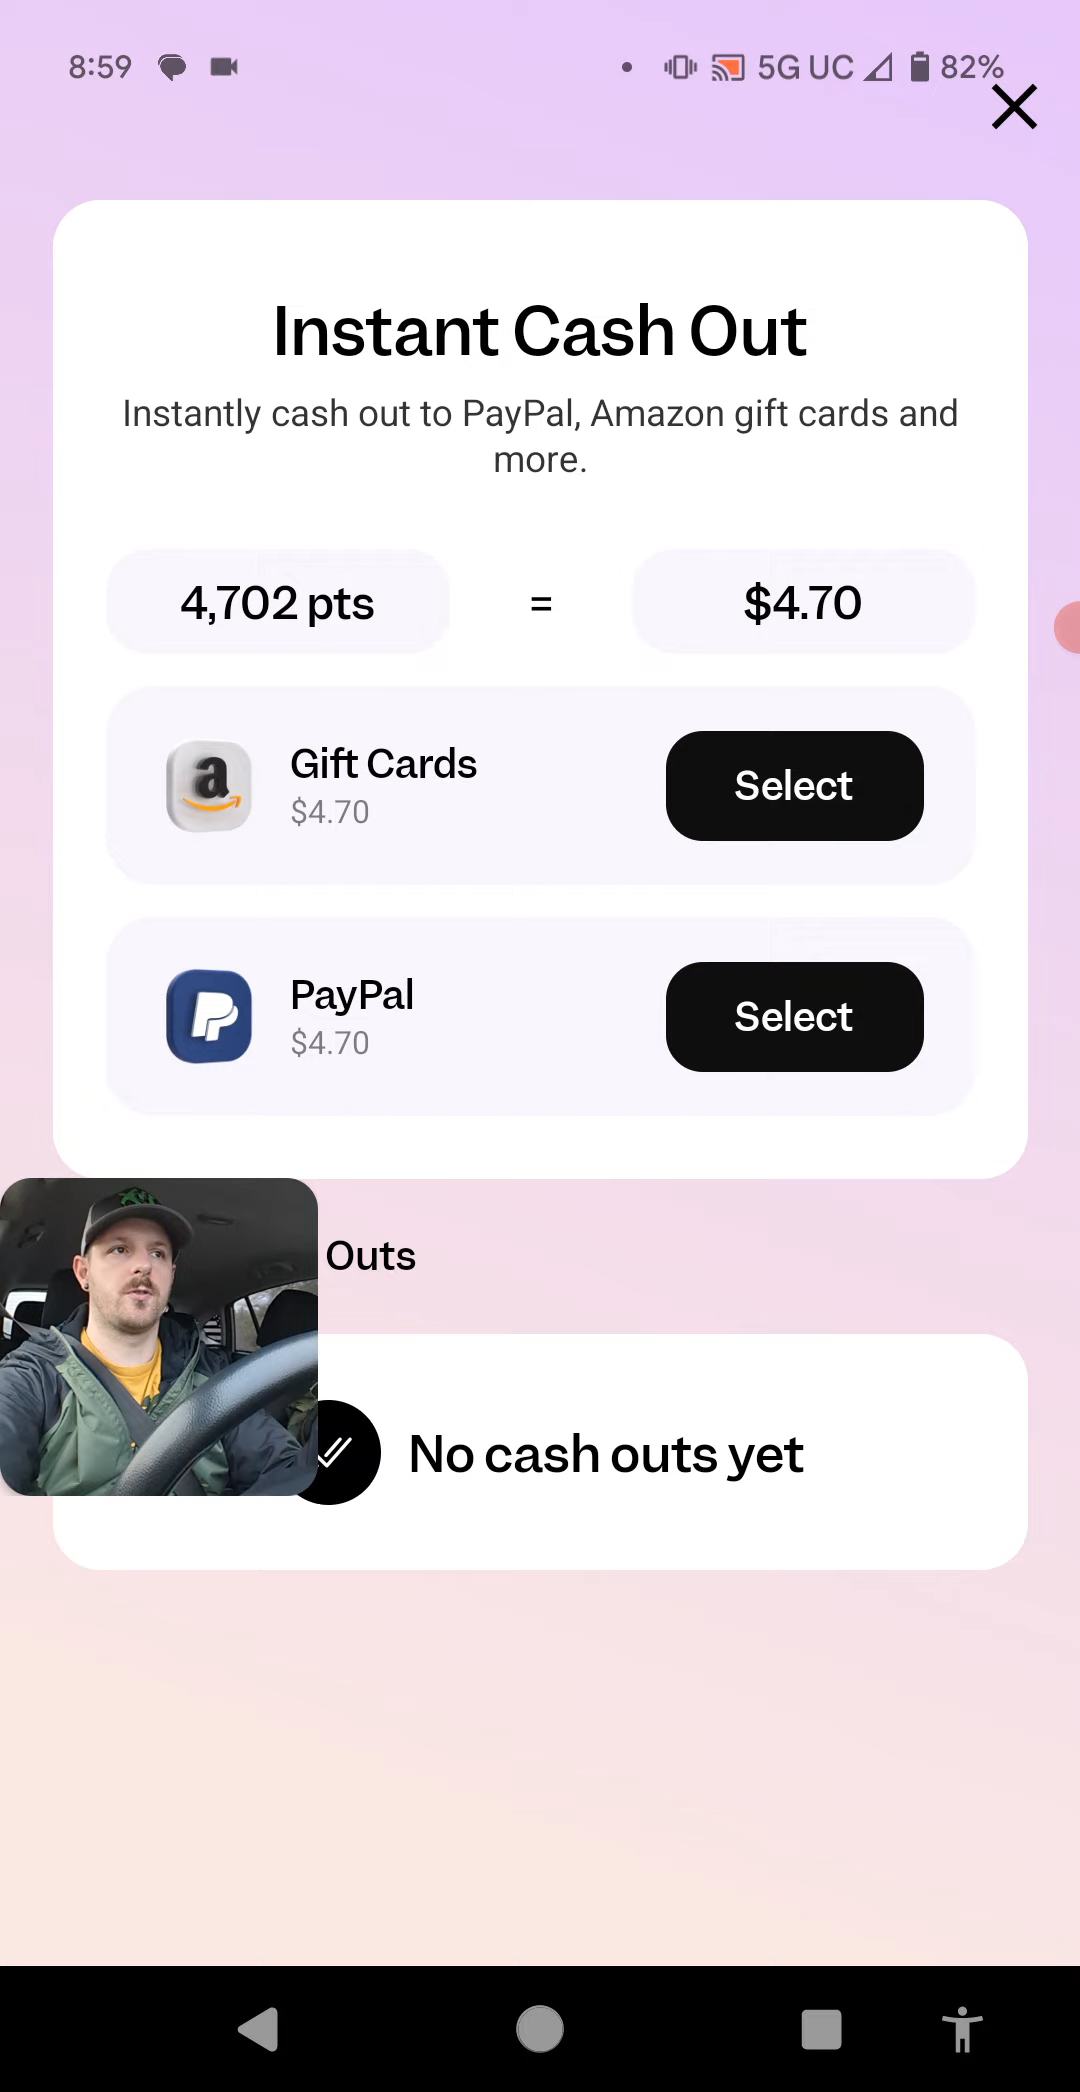 8:59
5G UC
82%
Instant Cash Out
Instantly cash out to PayPal, Amazon gift cards and
more.
4,702 pts
=
$4.70
Gift Cards
$4.70
Select
PayPal
$4.70
Select
Outs
No cash outs yet